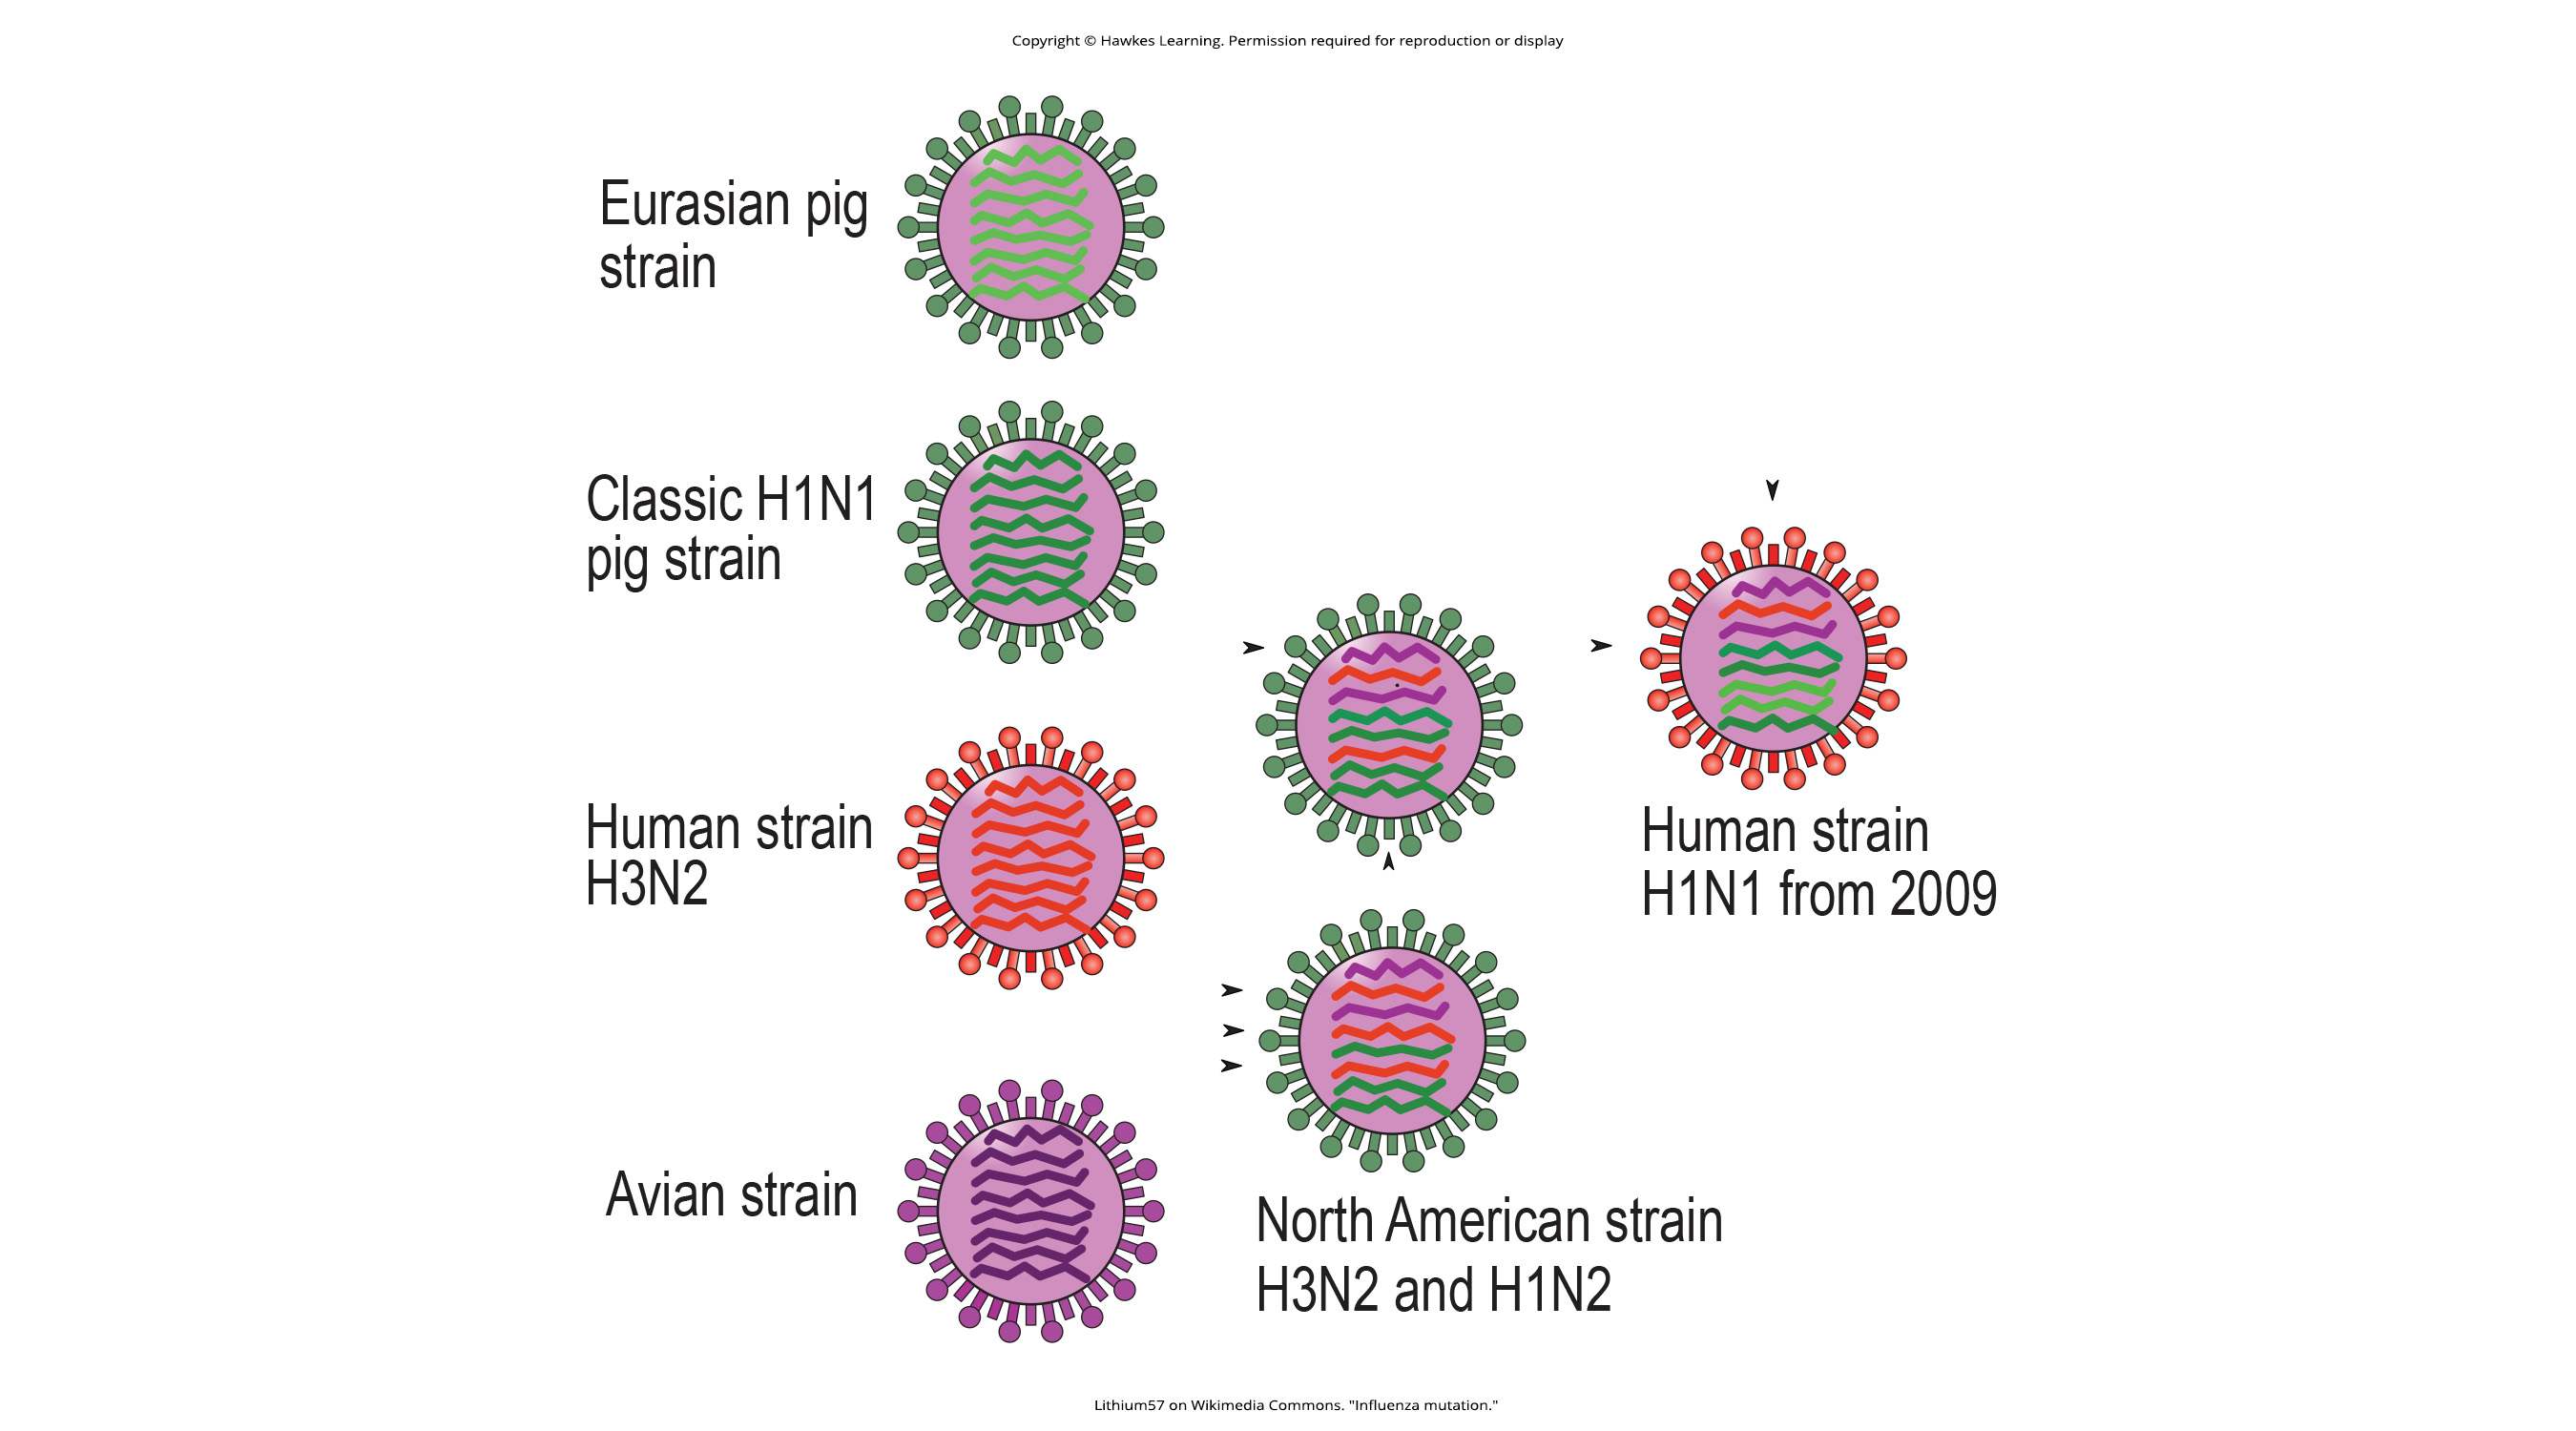 Copyright © Hawkes Learning. Permission required for reproduction or display
Eurasian pig
strain
Classic H1N1
pig strain
Human strain
H3N2
Human strain
H1N1 from 2009
Avian strain
North American strain
H3N2 and H1N2
Lithium57 on Wikimedia Commons. "Influenza mutation."